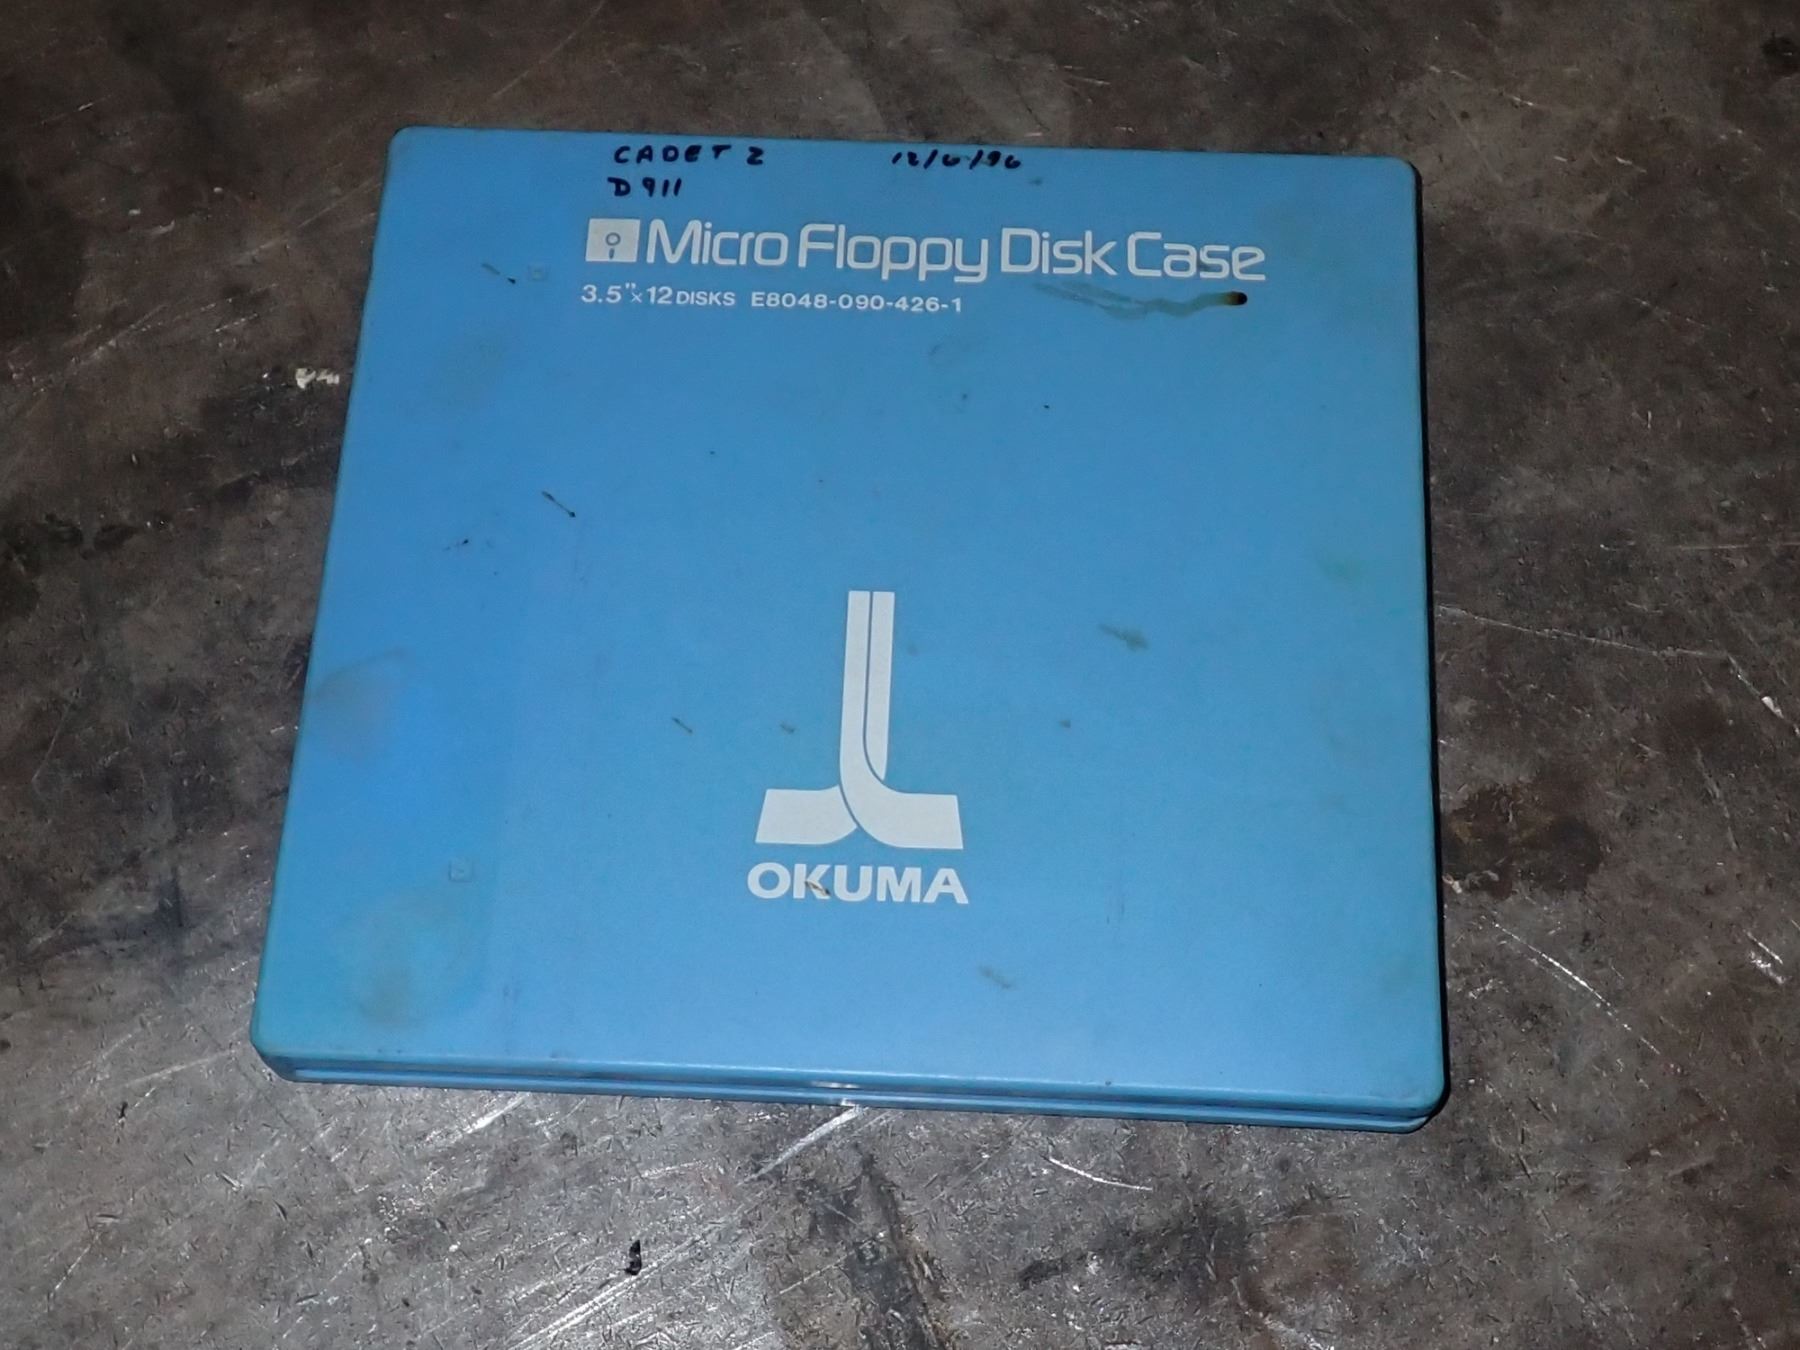 CADET 2 12/6/96
D911
Micro Floppy Disk Case
3.5"×12 DISKS E8048-090-426-1
OKUMA